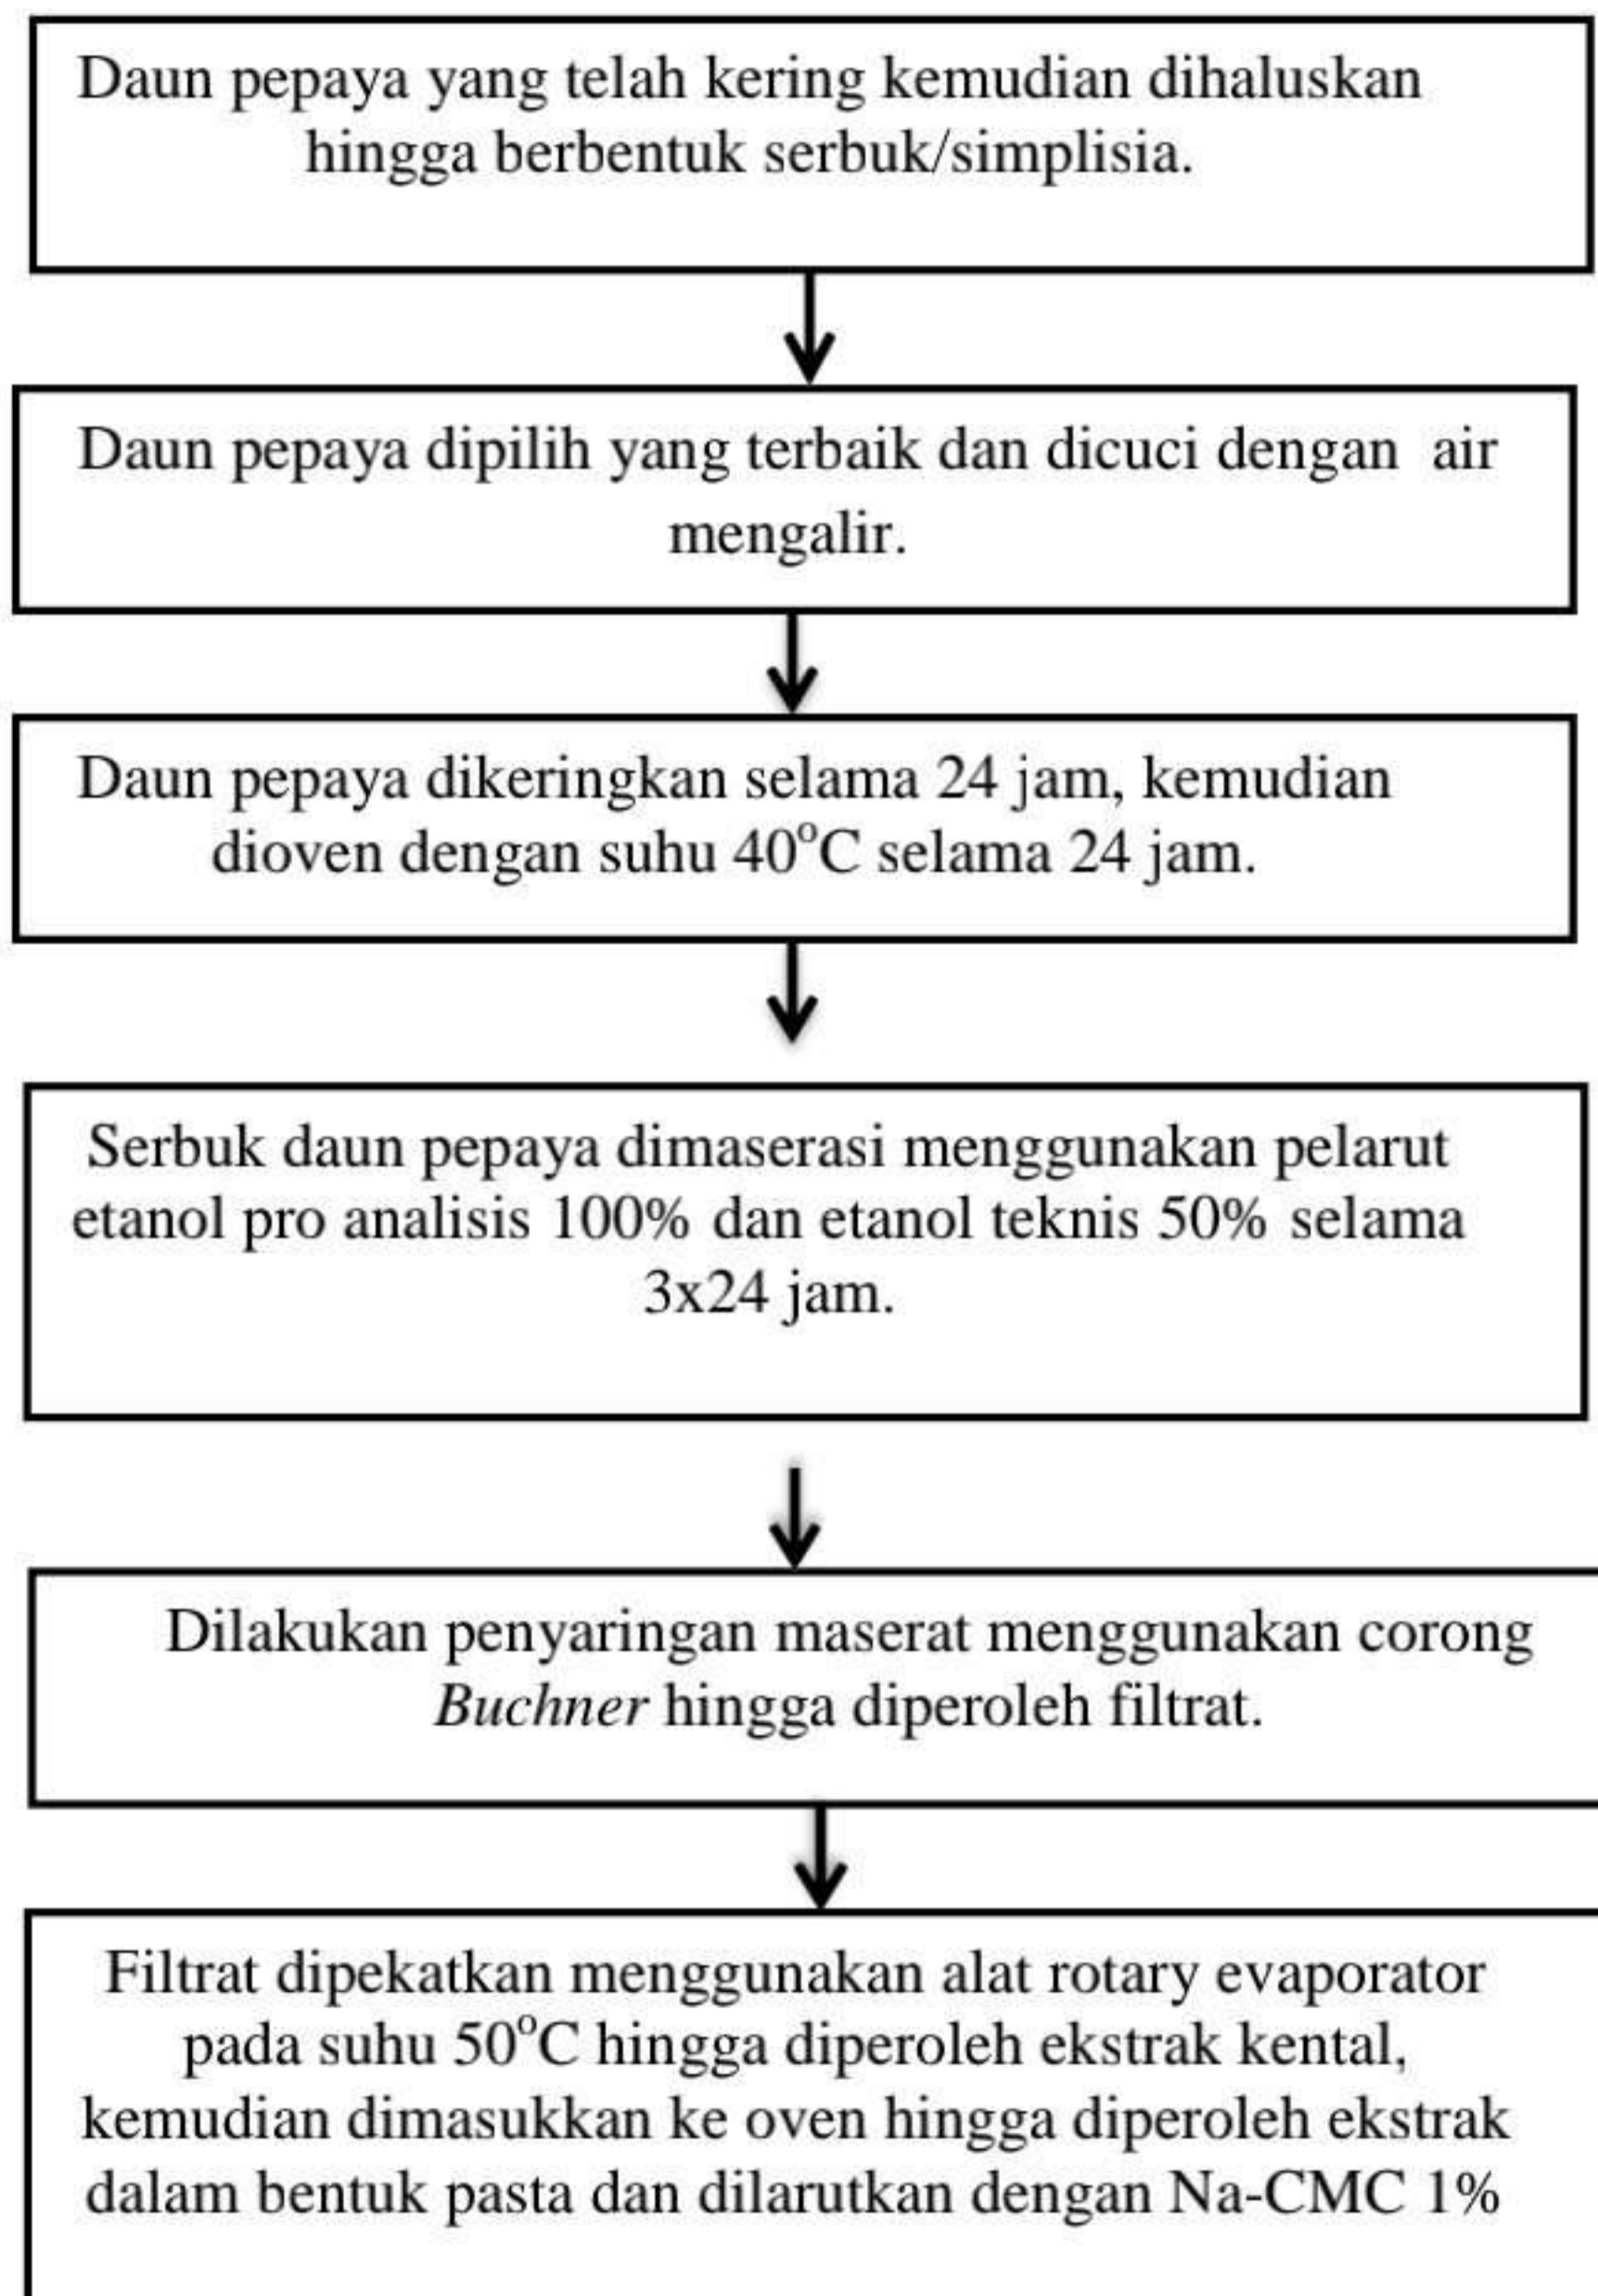 Daun pepaya yang telah kering kemudian dihaluskan
hingga berbentuk serbuk/simplisia.
Daun pepaya dipilih yang terbaik dan dicuci dengan air
mengalir.
Daun pepaya dikeringkan selama 24 jam, kemudian
dioven dengan suhu 40°C selama 24 jam.
Serbuk daun pepaya dimaserasi menggunakan pelarut
etanol pro analisis 100% dan etanol teknis 50% selama
3x24 jam.
Dilakukan penyaringan maserat menggunakan corong
Buchner hingga diperoleh filtrat.
Filtrat dipekatkan menggunakan alat rotary evaporator
pada suhu 50°C hingga diperoleh ekstrak kental,
kemudian dimasukkan ke oven hingga diperoleh ekstrak
dalam bentuk pasta dan dilarutkan dengan Na-CMC 1%